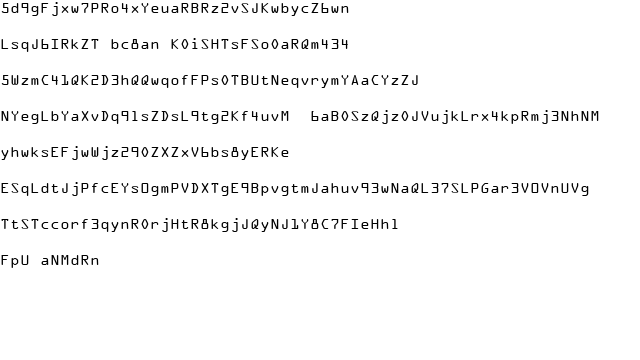 5d9gFjxw7PRo4xYeuaRBRz2vSJKwbycZ6wn
LsqJ6IRkZT bc8an K0iSHTsFSo0aRQm434
5WzmC41QK2D3hQQwqofFPs0TBUtNeqvrymYAaCYzZJ
NYegLbYaXvDq9lsZDsL9tg2Kf4uvM  6aB0SzQjz0JVujkLrx4kpRmj3NhNM
yhwksEFjwWjz290ZXZxV6bs8yERKe
ESqLdtJjPfcEYsOgmPVDXTgE9BpvgtmJahuv93wNaQL37SLPGar3VOVnUVg
TtSTccorf3qynR0rjHtR8kgjJQyNJ1Y8C7FIeHhl
FpU aNMdRn